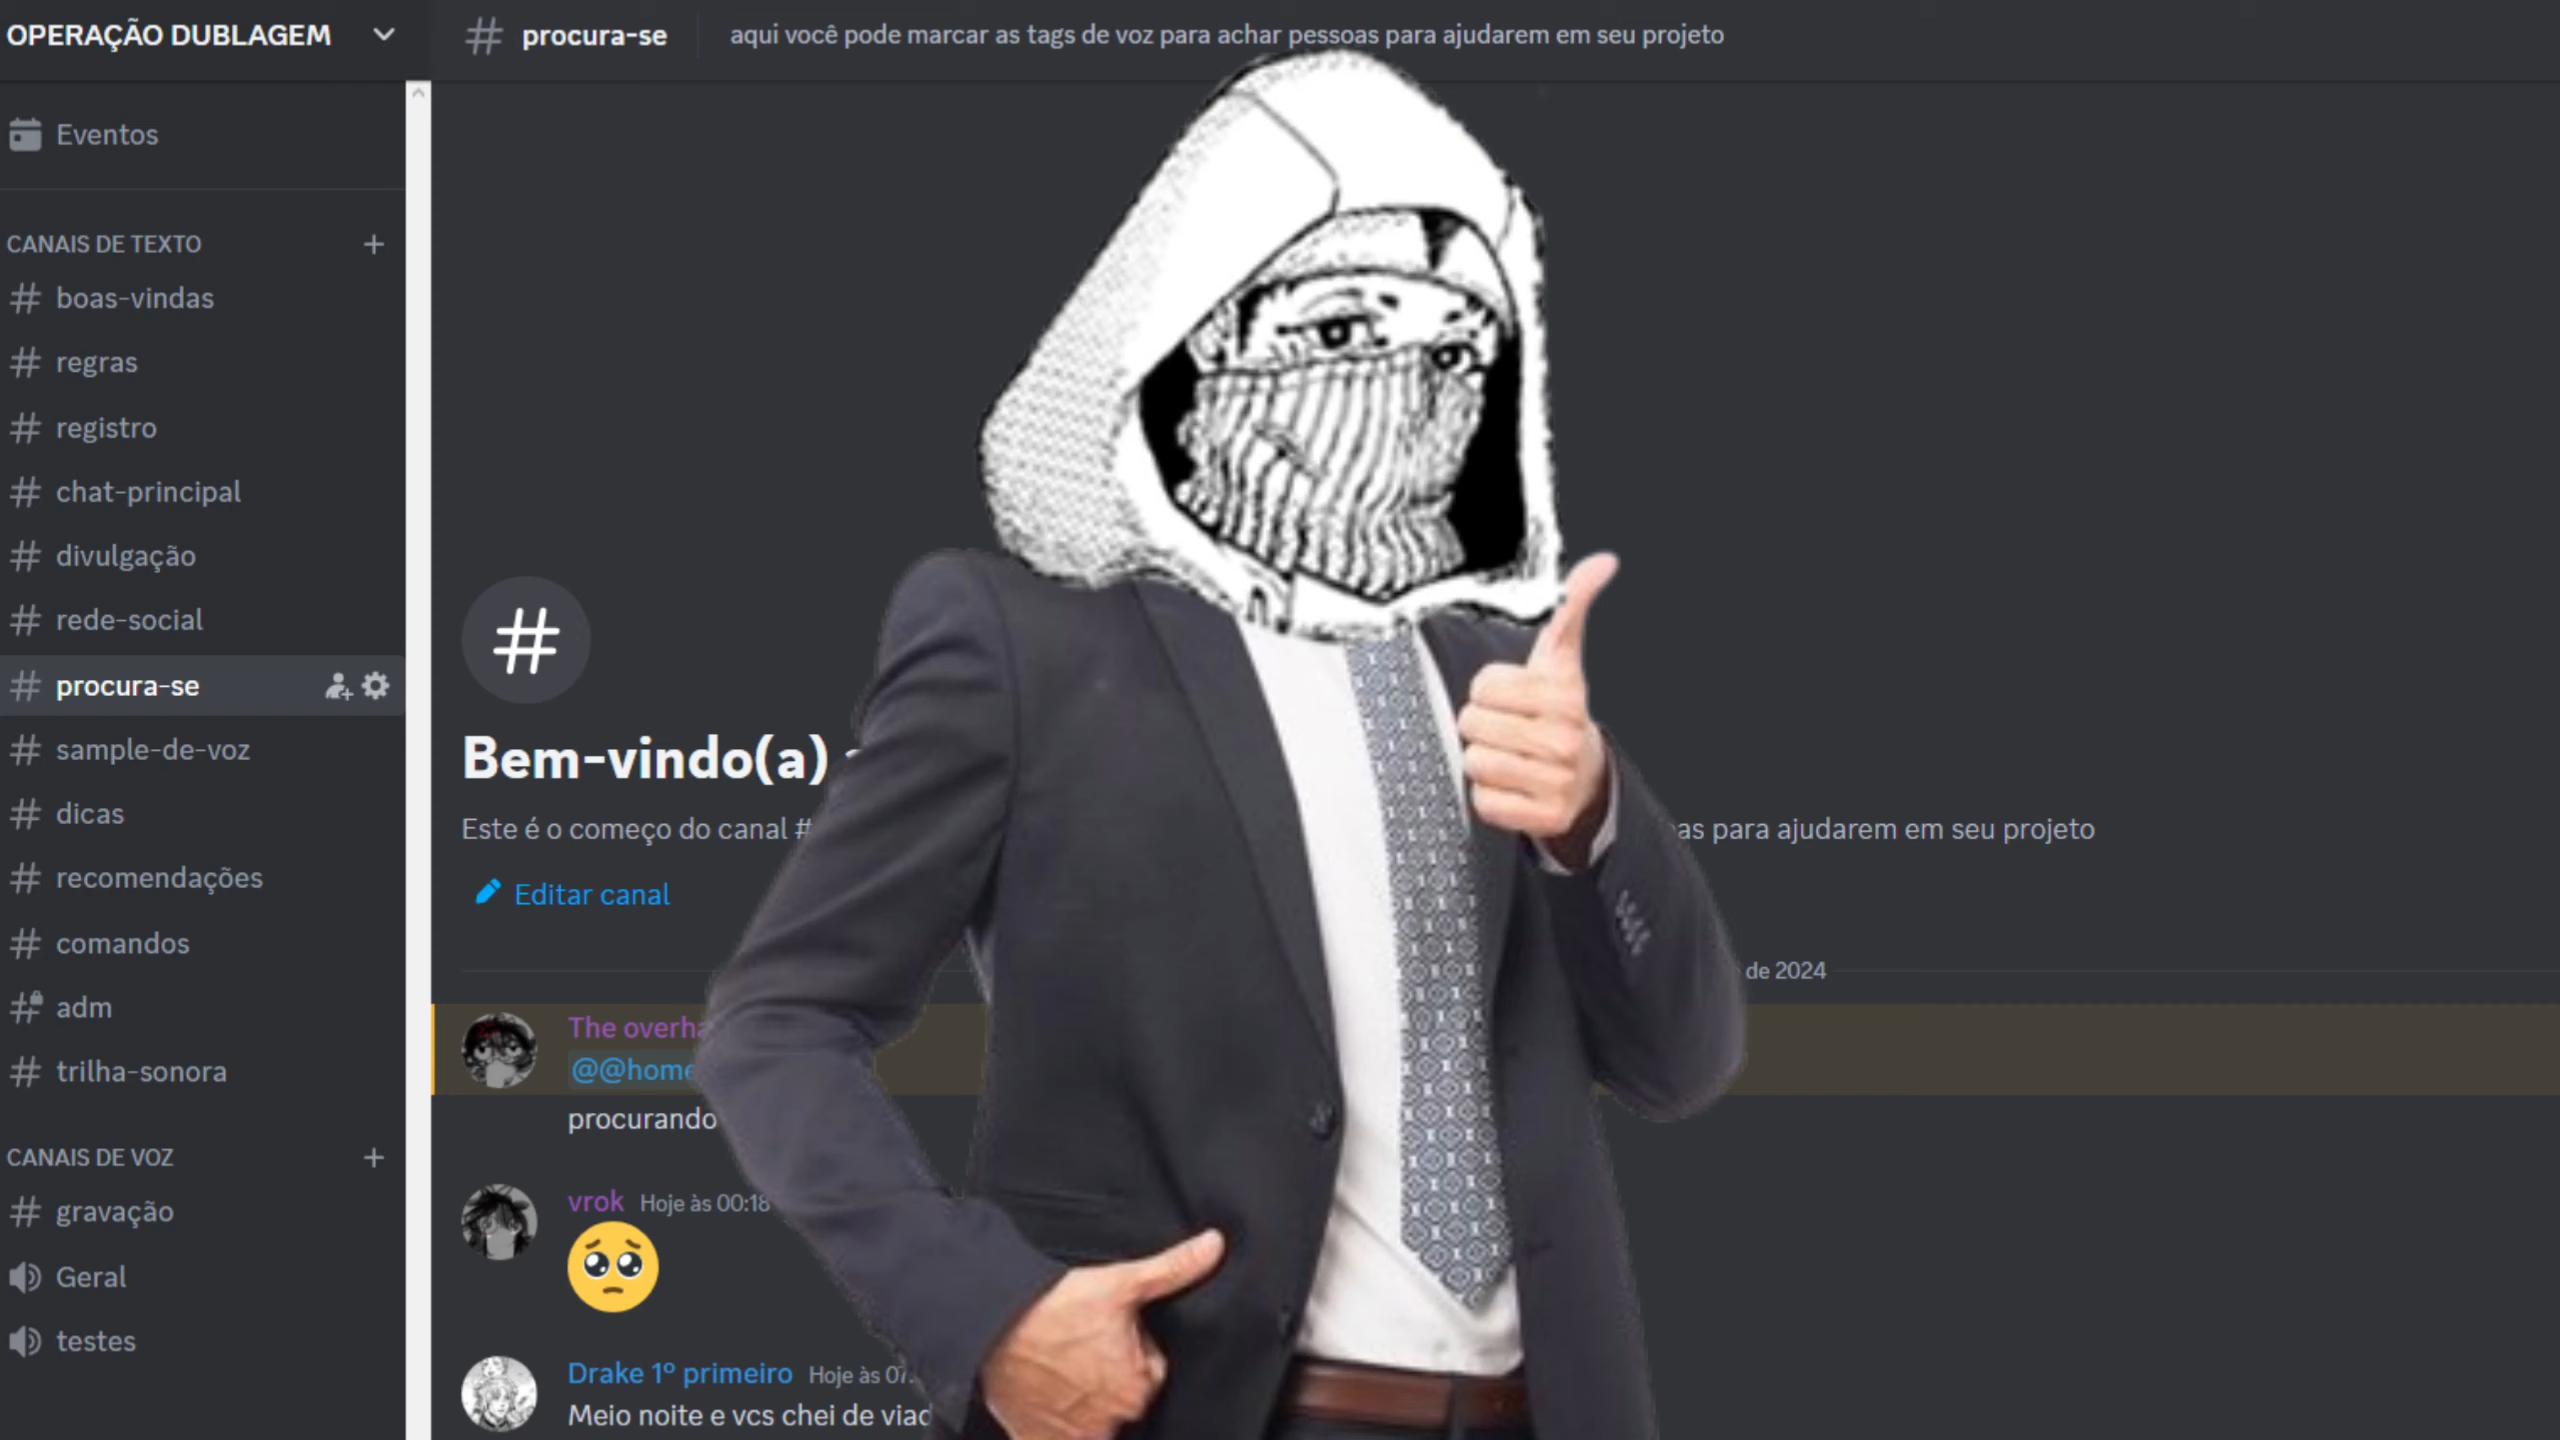 OPERAÇÃO DUBLAGEM
# procura-se
aqui você pode marcar as tags de voz para achar pessoas para ajudarem em seu projeto
Eventos
CANAIS DE TEXTO +
# boas-vindas
# regras
# registro
# chat-principal
# divulgação
# rede-social
# procura-se
# sample-de-voz
# dicas
# recomendações
# comandos
# adm
# trilha-sonora
CANAIS DE VOZ +
# gravação
Geral
testes
#
Bem-vindo(a)
Este é o começo do canal # para ajudarem em seu projeto
Editar canal
de 2024
The
procurando
vrok Hoje às 00:18
Drake 1º primeiro Hoje às
Meio noite e vcs chei de